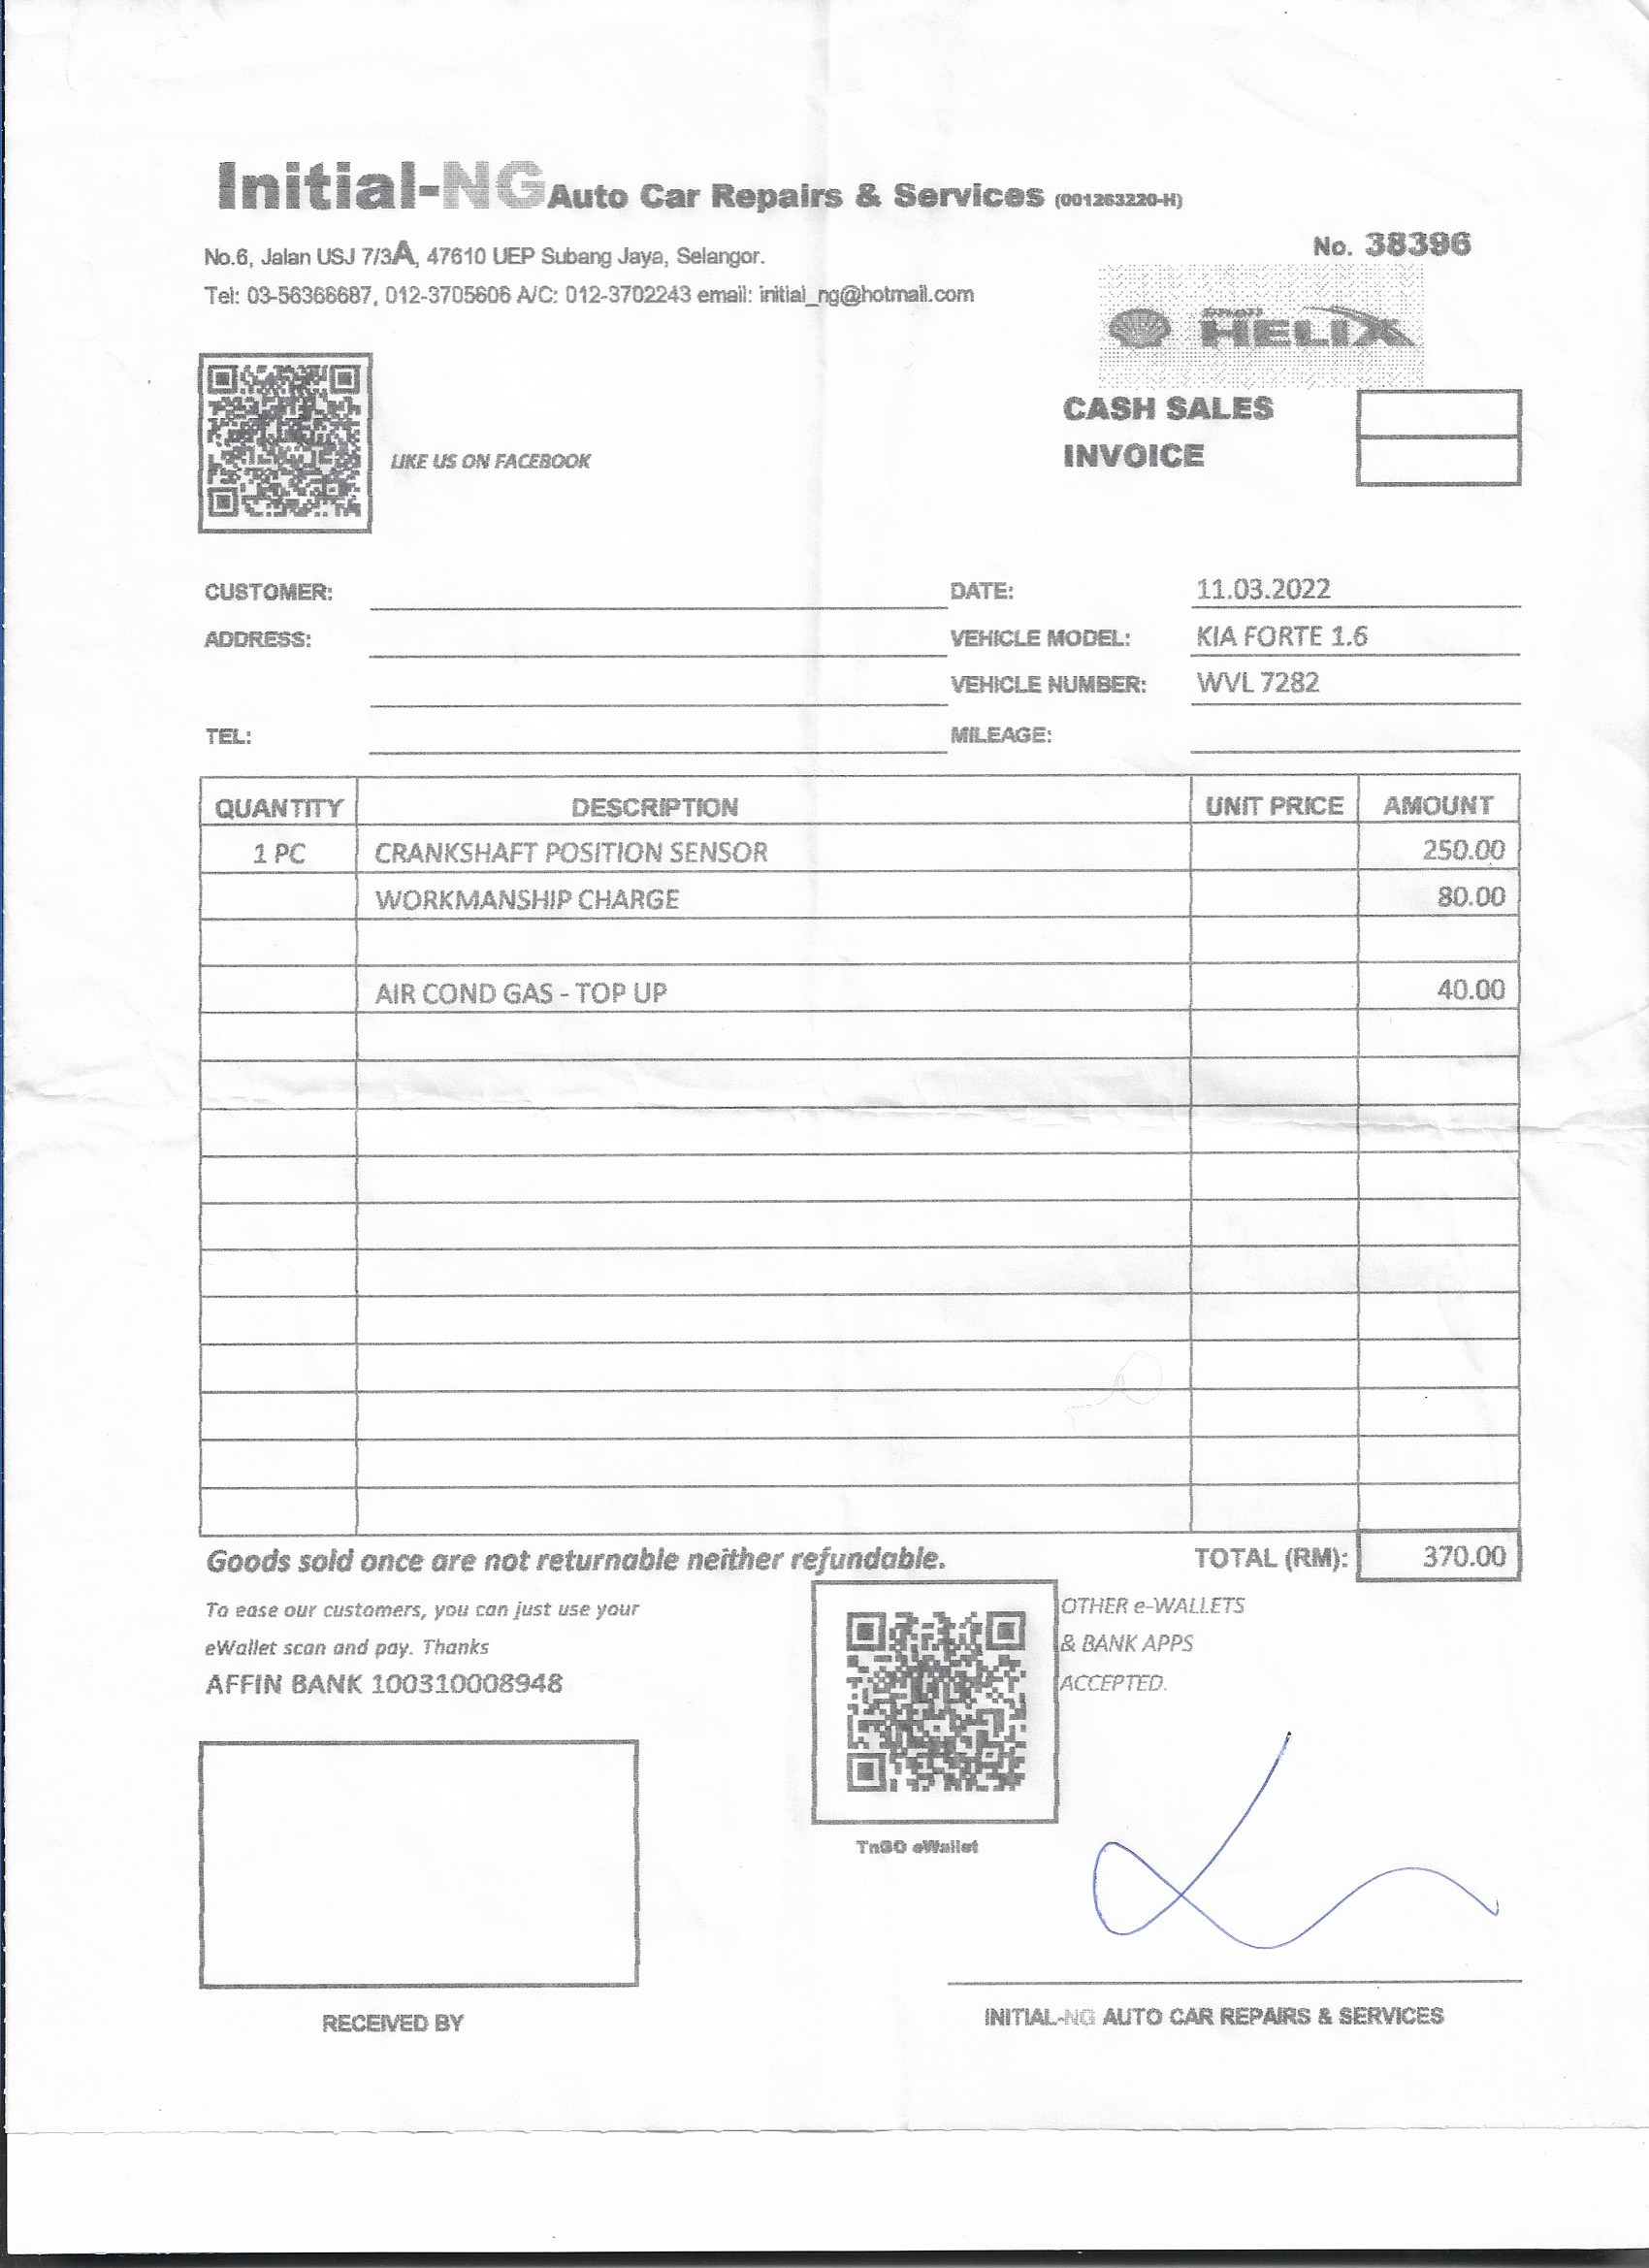 Initial-NG Auto Car Repairs & Services (001263220-H)
No.6, Jalan USJ 7/3A, 47610 UEP Subang Jaya, Selangor.
No. 38396
Tel: 03-56366687, 012-3705606 A/C: 012-3702243 email: initial_ng@hotmail.com
Shell
HELIX
CASH SALES
INVOICE
LIKE US ON FACEBOOK
CUSTOMER: DATE: 11.03.2022
ADDRESS: VEHICLE MODEL: KIA FORTE 1.6
VEHICLE NUMBER: WVL 7282
TEL: MILEAGE:
QUANTITY DESCRIPTION UNIT PRICE AMOUNT
1 PC CRANKSHAFT POSITION SENSOR 250.00
WORKMANSHIP CHARGE 80.00
AIR COND GAS - TOP UP 40.00
Goods sold once are not returnable neither refundable. TOTAL (RM): 370.00
To ease our customers, you can just use your
eWallet scan and pay. Thanks
AFFIN BANK 100310008948
OTHER e-WALLETS
& BANK APPS
ACCEPTED.
TnGO eWallet
RECEIVED BY
INITIAL-NG AUTO CAR REPAIRS & SERVICES